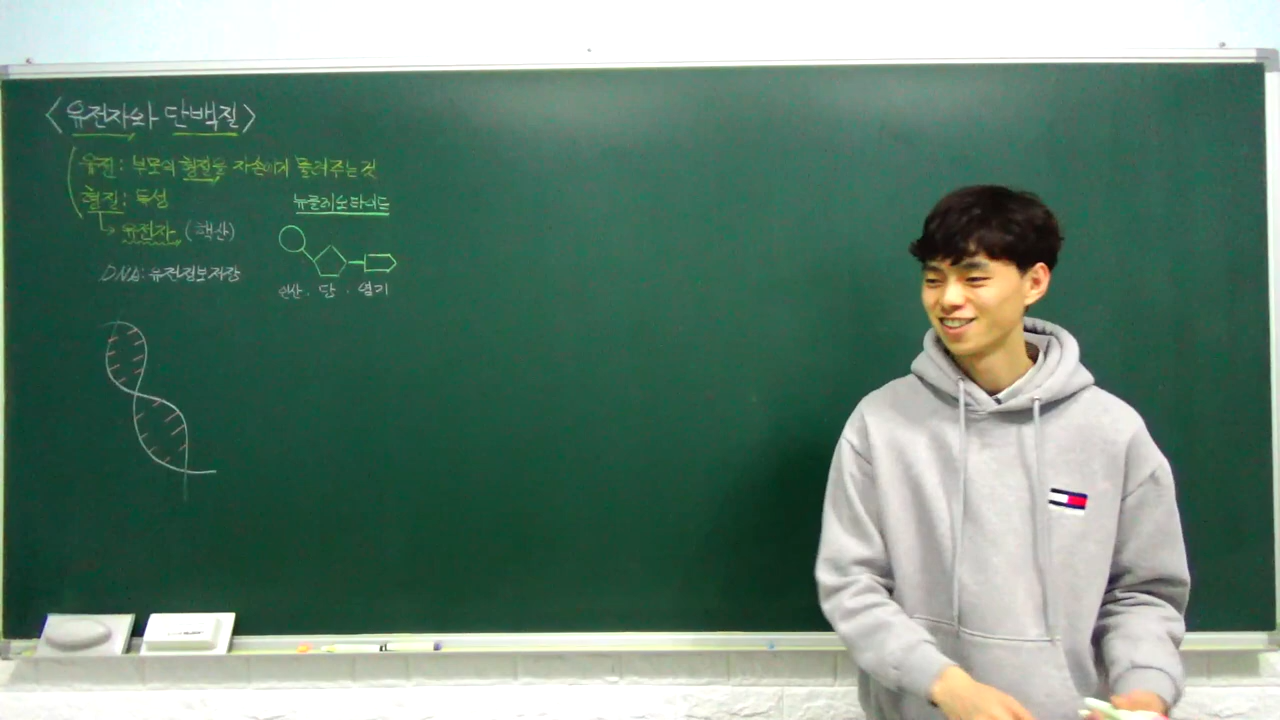 <유전자와 단백질>
유전 : 부모의 형질을 자손에게 물려주는 것
형질 : 특성
유전자 (핵산)
DNA : 유전정보저장
뉴클레오타이드
인산 . 당 . 염기